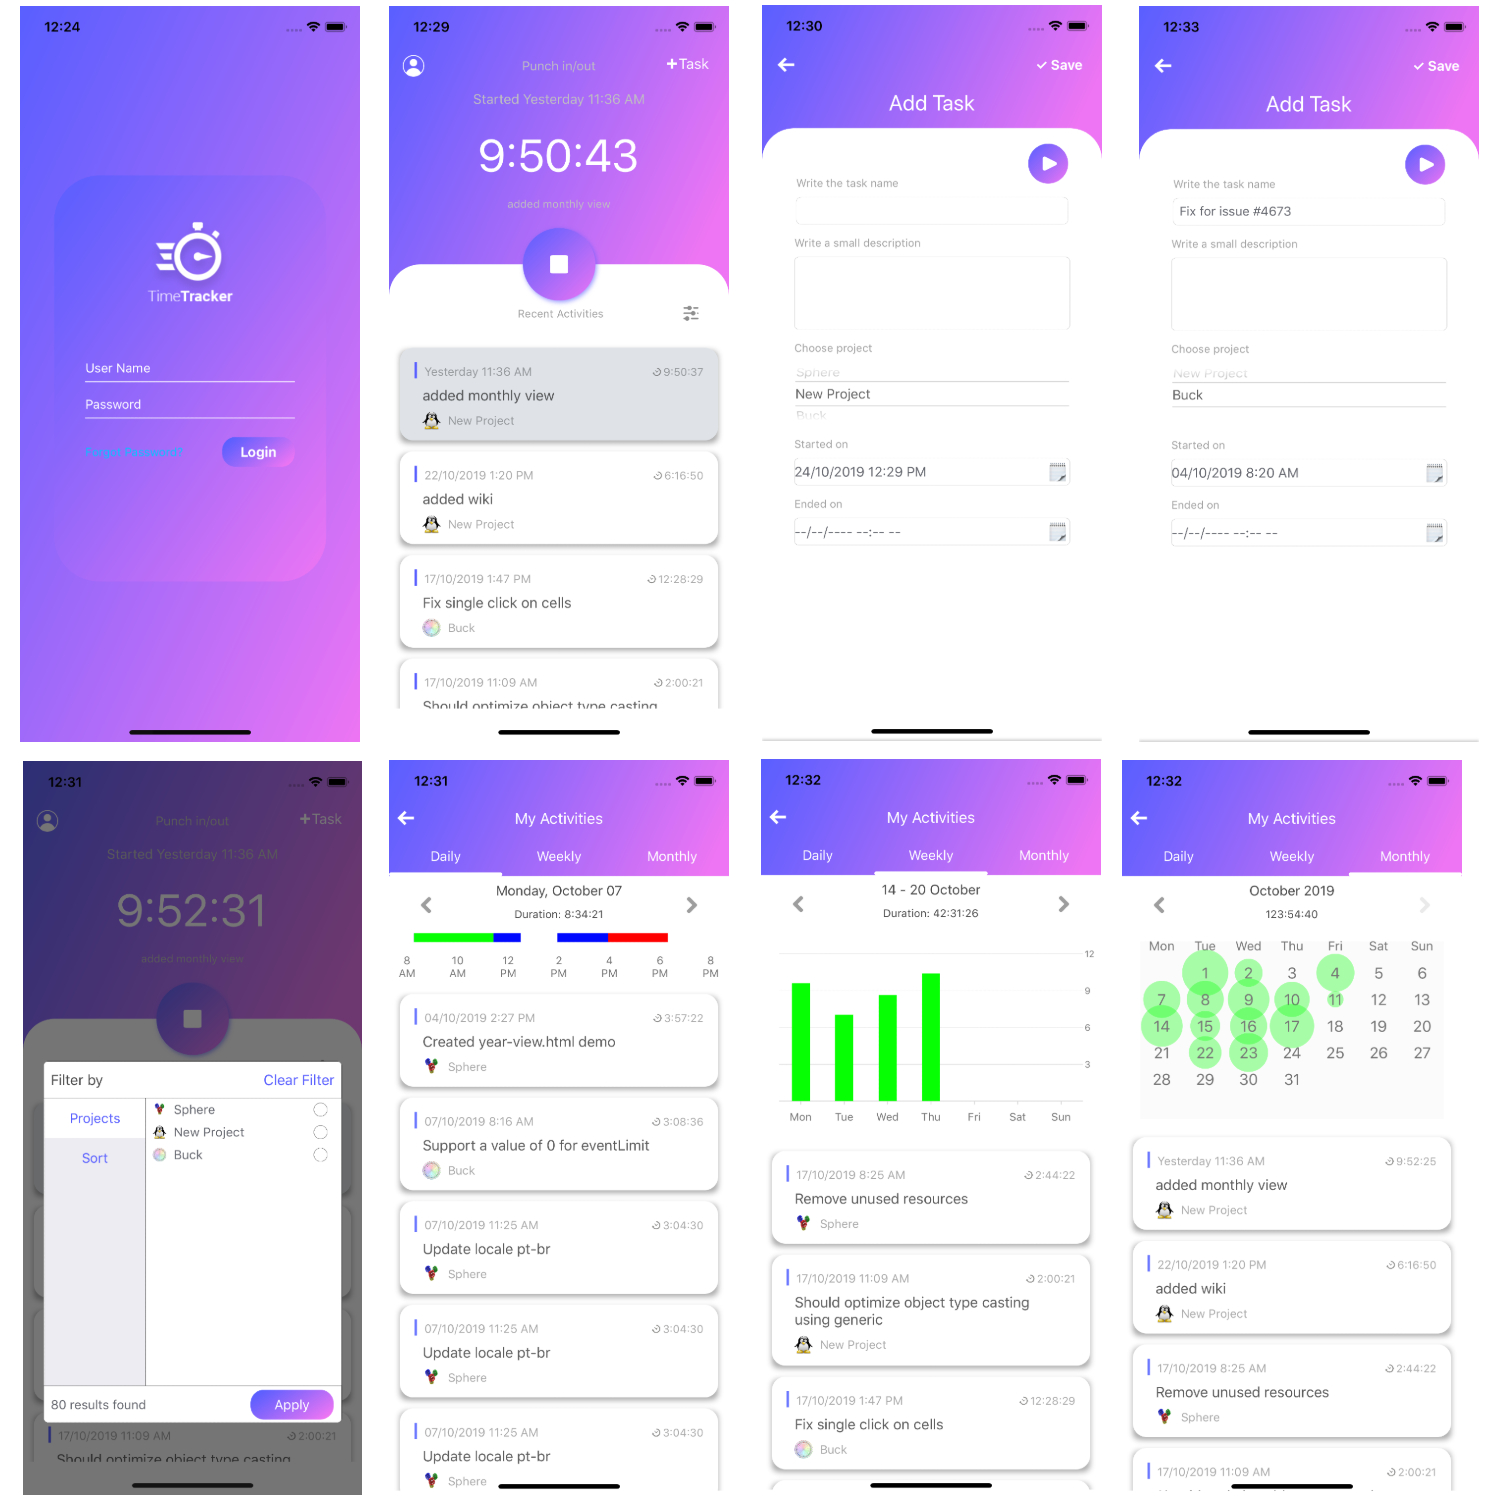 12:24
TimeTracker
User Name
Password
Forgot Password?
Login
12:29
Punch in/out
+Task
Started Yesterday 11:36 AM
9:50:43
added monthly view
Recent Activities
Yesterday 11:36 AM 9:50:37
added monthly view
New Project
22/10/2019 1:20 PM 6:16:50
added wiki
New Project
17/10/2019 1:47 PM 12:28:29
Fix single click on cells
Buck
17/10/2019 11:09 AM 2:00:21
Should optimize object type casting
12:30
Save
Add Task
Write the task name
Write a small description
Choose project
Sphere
New Project
Buck
Started on
24/10/2019 12:29 PM
Ended on
--/--/---- --:-- --
12:33
Save
Add Task
Write the task name
Fix for issue #4673
Write a small description
Choose project
New Project
Buck
Started on
04/10/2019 8:20 AM
Ended on
--/--/---- --:-- --
12:31
Punch in/out
+Task
Started Yesterday 11:36 AM
9:52:31
added monthly view
Filter by Clear Filter
Projects
Sort
Sphere
New Project
Buck
80 results found Apply
17/10/2019 11:09 AM 2:00:21
Should optimize object type casting
12:31
My Activities
Daily Weekly Monthly
Monday, October 07
Duration: 8:34:21
8 10 12 2 4 6 8
AM AM PM PM PM PM PM
04/10/2019 2:27 PM 3:57:22
Created year-view.html demo
Sphere
07/10/2019 8:16 AM 3:08:36
Support a value of 0 for eventLimit
Buck
07/10/2019 11:25 AM 3:04:30
Update locale pt-br
Sphere
07/10/2019 11:25 AM 3:04:30
Update locale pt-br
Sphere
07/10/2019 11:25 AM 3:04:30
Update locale pt-br
Sphere
12:32
My Activities
Daily Weekly Monthly
14 - 20 October
Duration: 42:31:26
12
9
6
3
Mon Tue Wed Thu Fri Sat Sun
17/10/2019 8:25 AM 2:44:22
Remove unused resources
Sphere
17/10/2019 11:09 AM 2:00:21
Should optimize object type casting
using generic
New Project
17/10/2019 1:47 PM 12:28:29
Fix single click on cells
Buck
12:32
My Activities
Daily Weekly Monthly
October 2019
123:54:40
Mon Tue Wed Thu Fri Sat Sun
1 2 3 4 5 6
7 8 9 10 11 12 13
14 15 16 17 18 19 20
21 22 23 24 25 26 27
28 29 30 31
Yesterday 11:36 AM 9:52:25
added monthly view
New Project
22/10/2019 1:20 PM 6:16:50
added wiki
New Project
17/10/2019 8:25 AM 2:44:22
Remove unused resources
Sphere
17/10/2019 11:09 AM 2:00:21